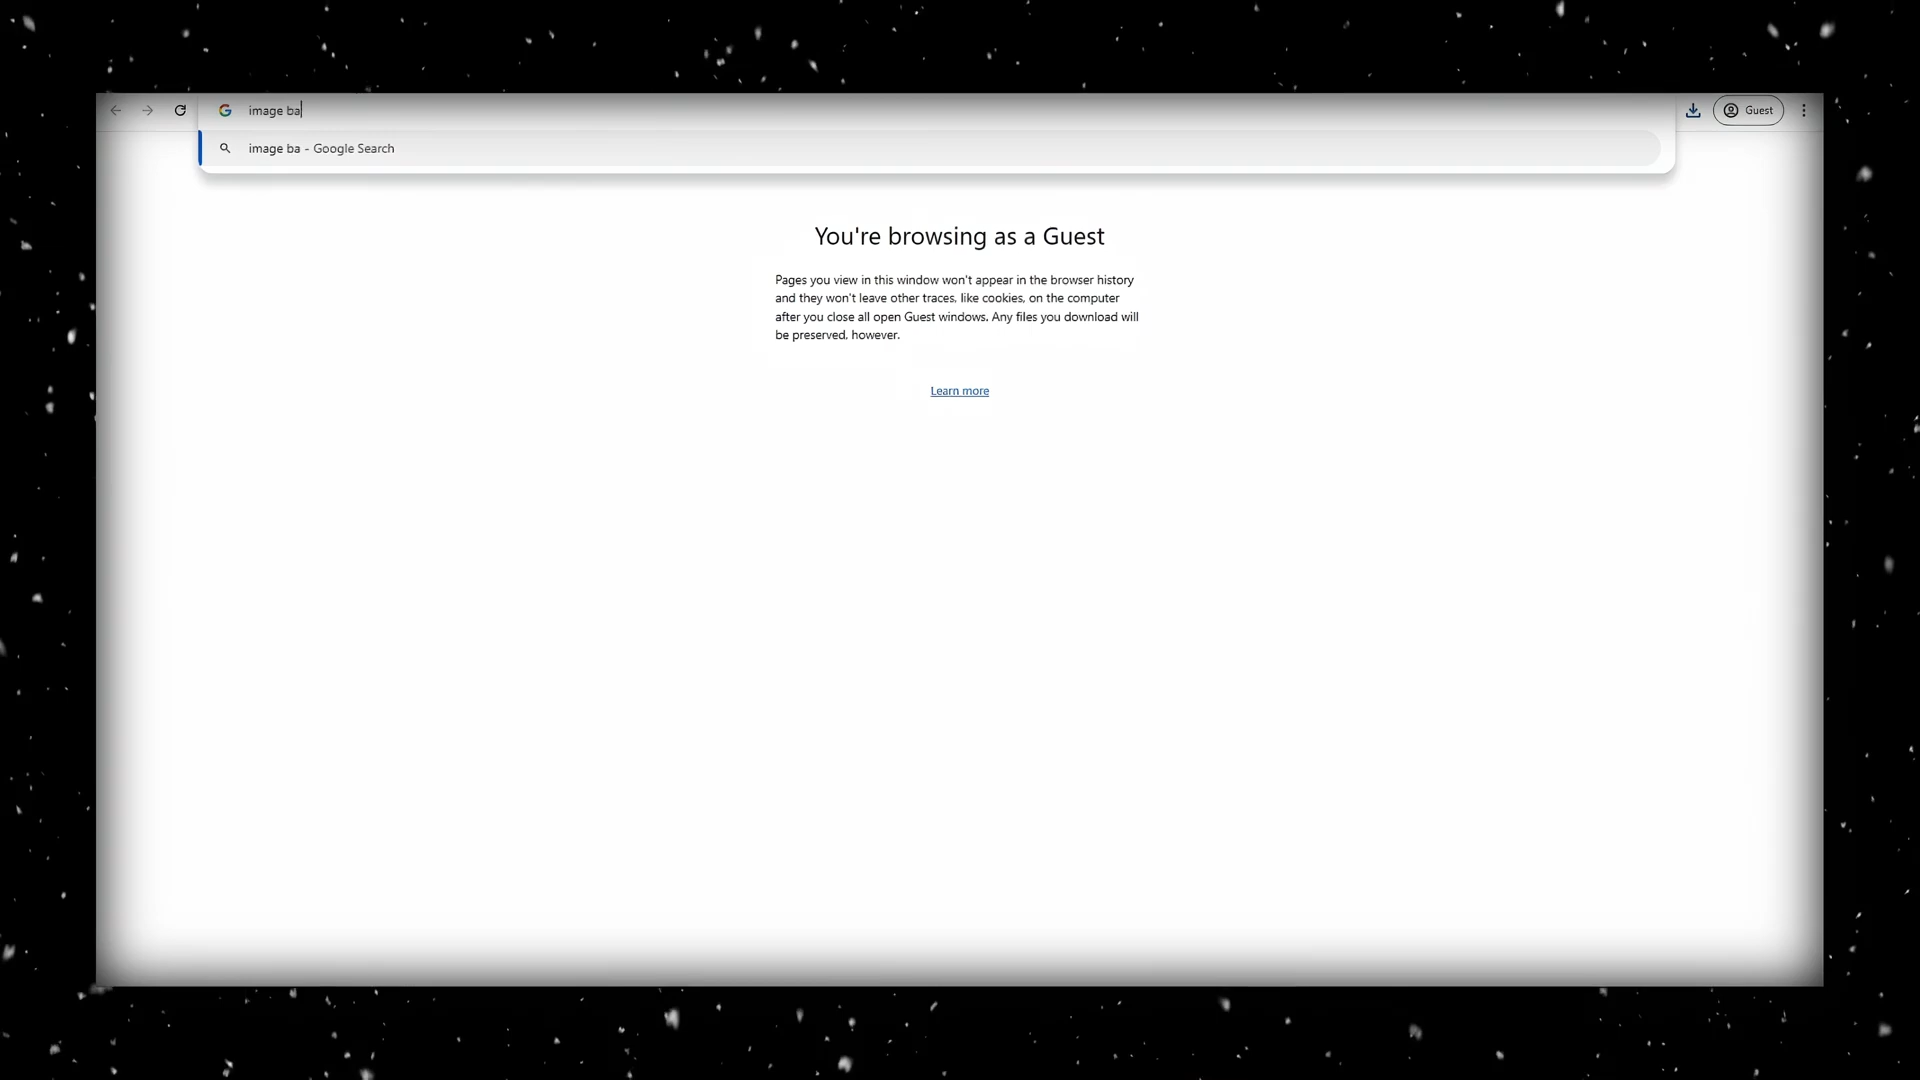 image ba
Guest
image ba - Google Search
You're browsing as a Guest
Pages you view in this window won't appear in the browser history
and they won't leave other traces, like cookies, on the computer
after you close all open Guest windows. Any files you download will
be preserved, however.
Learn more